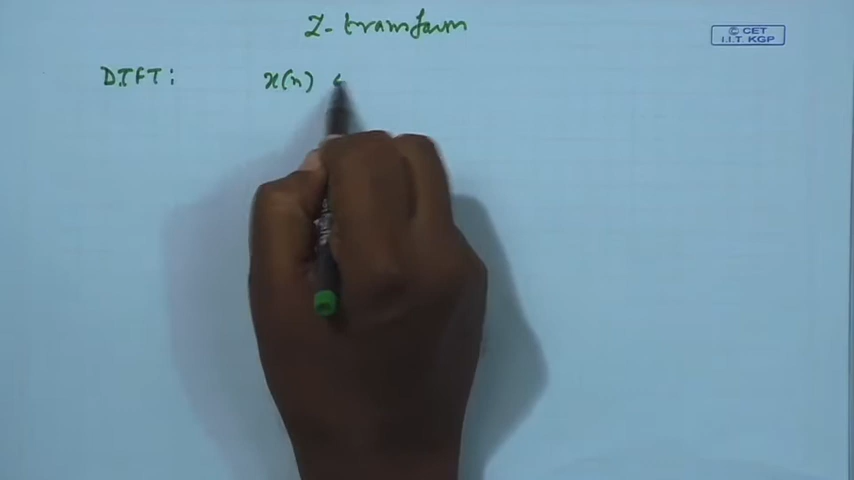 Z-transform
© CET
I.I.T. KGP
DTFT: x(n)